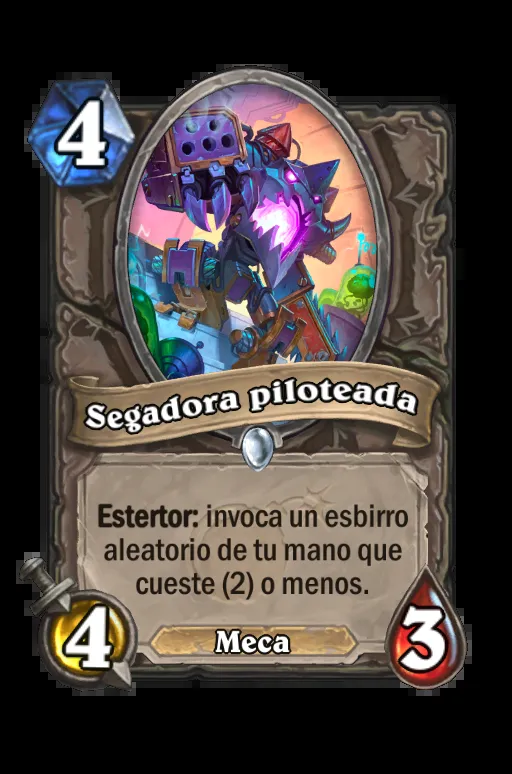 4
Segadora piloteada
Estertor: invoca un esbirro
aleatorio de tu mano que
cueste (2) o menos.
4
Meca
3